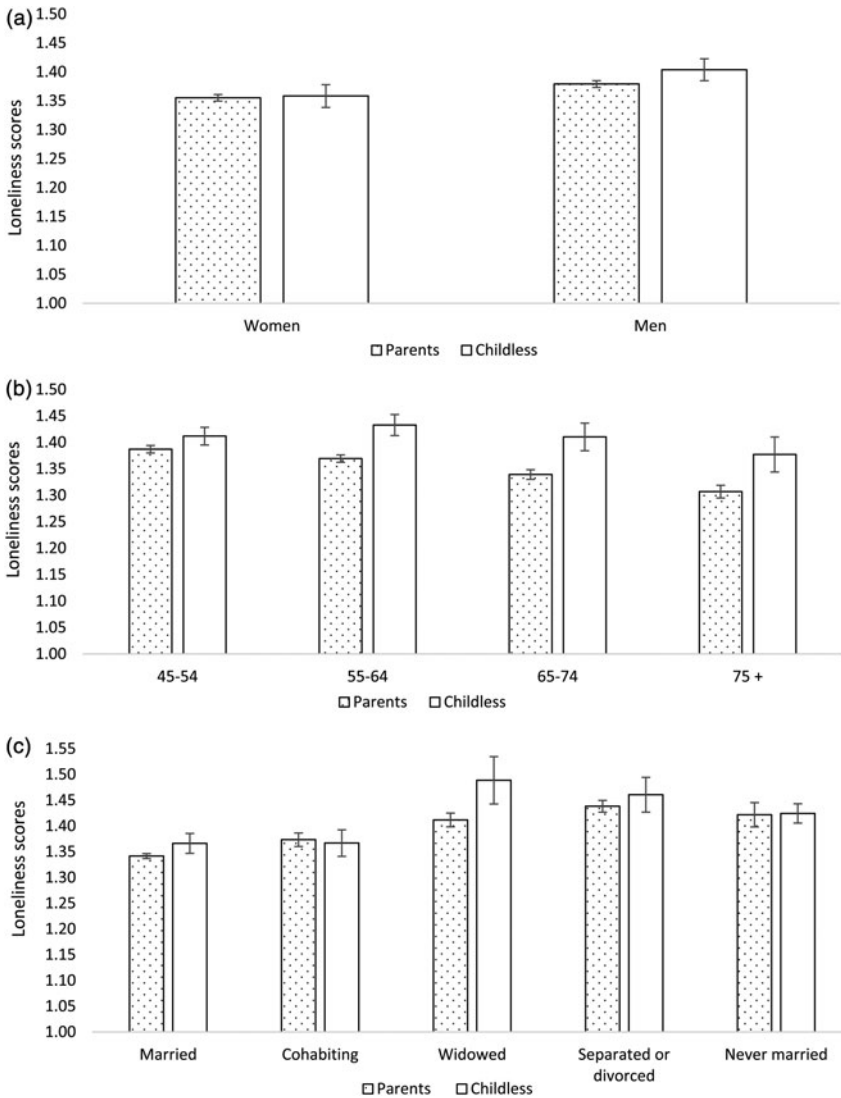 (a)
1.50
1.45
1.40
1.35
1.30
1.25
1.20
1.15
1.10
1.05
1.00
Loneliness scores
Women Men
Parents Childless
(b)
1.50
1.45
1.40
1.35
1.30
1.25
1.20
1.15
1.10
1.05
1.00
Loneliness scores
45-54 55-64 65-74 75 +
Parents Childless
(c)
1.55
1.50
1.45
1.40
1.35
1.30
1.25
1.20
1.15
1.10
1.05
1.00
Loneliness scores
Married Cohabiting Widowed Separated or Never married
divorced
Parents Childless